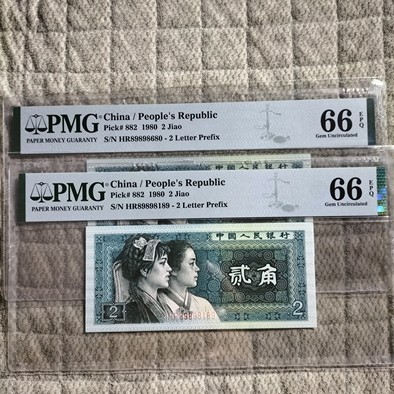 PMG
PAPER MONEY GUARANTY
China / People's Republic
Pick# 882 1980 2 Jiao
S/N HR89898680 - 2 Letter Prefix
66 EPQ
Gem Uncirculated
PMG
PAPER MONEY GUARANTY
China / People's Republic
Pick# 882 1980 2 Jiao
S/N HR89898189 - 2 Letter Prefix
66 EPQ
Gem Uncirculated
中国人民银行
贰角
2
2